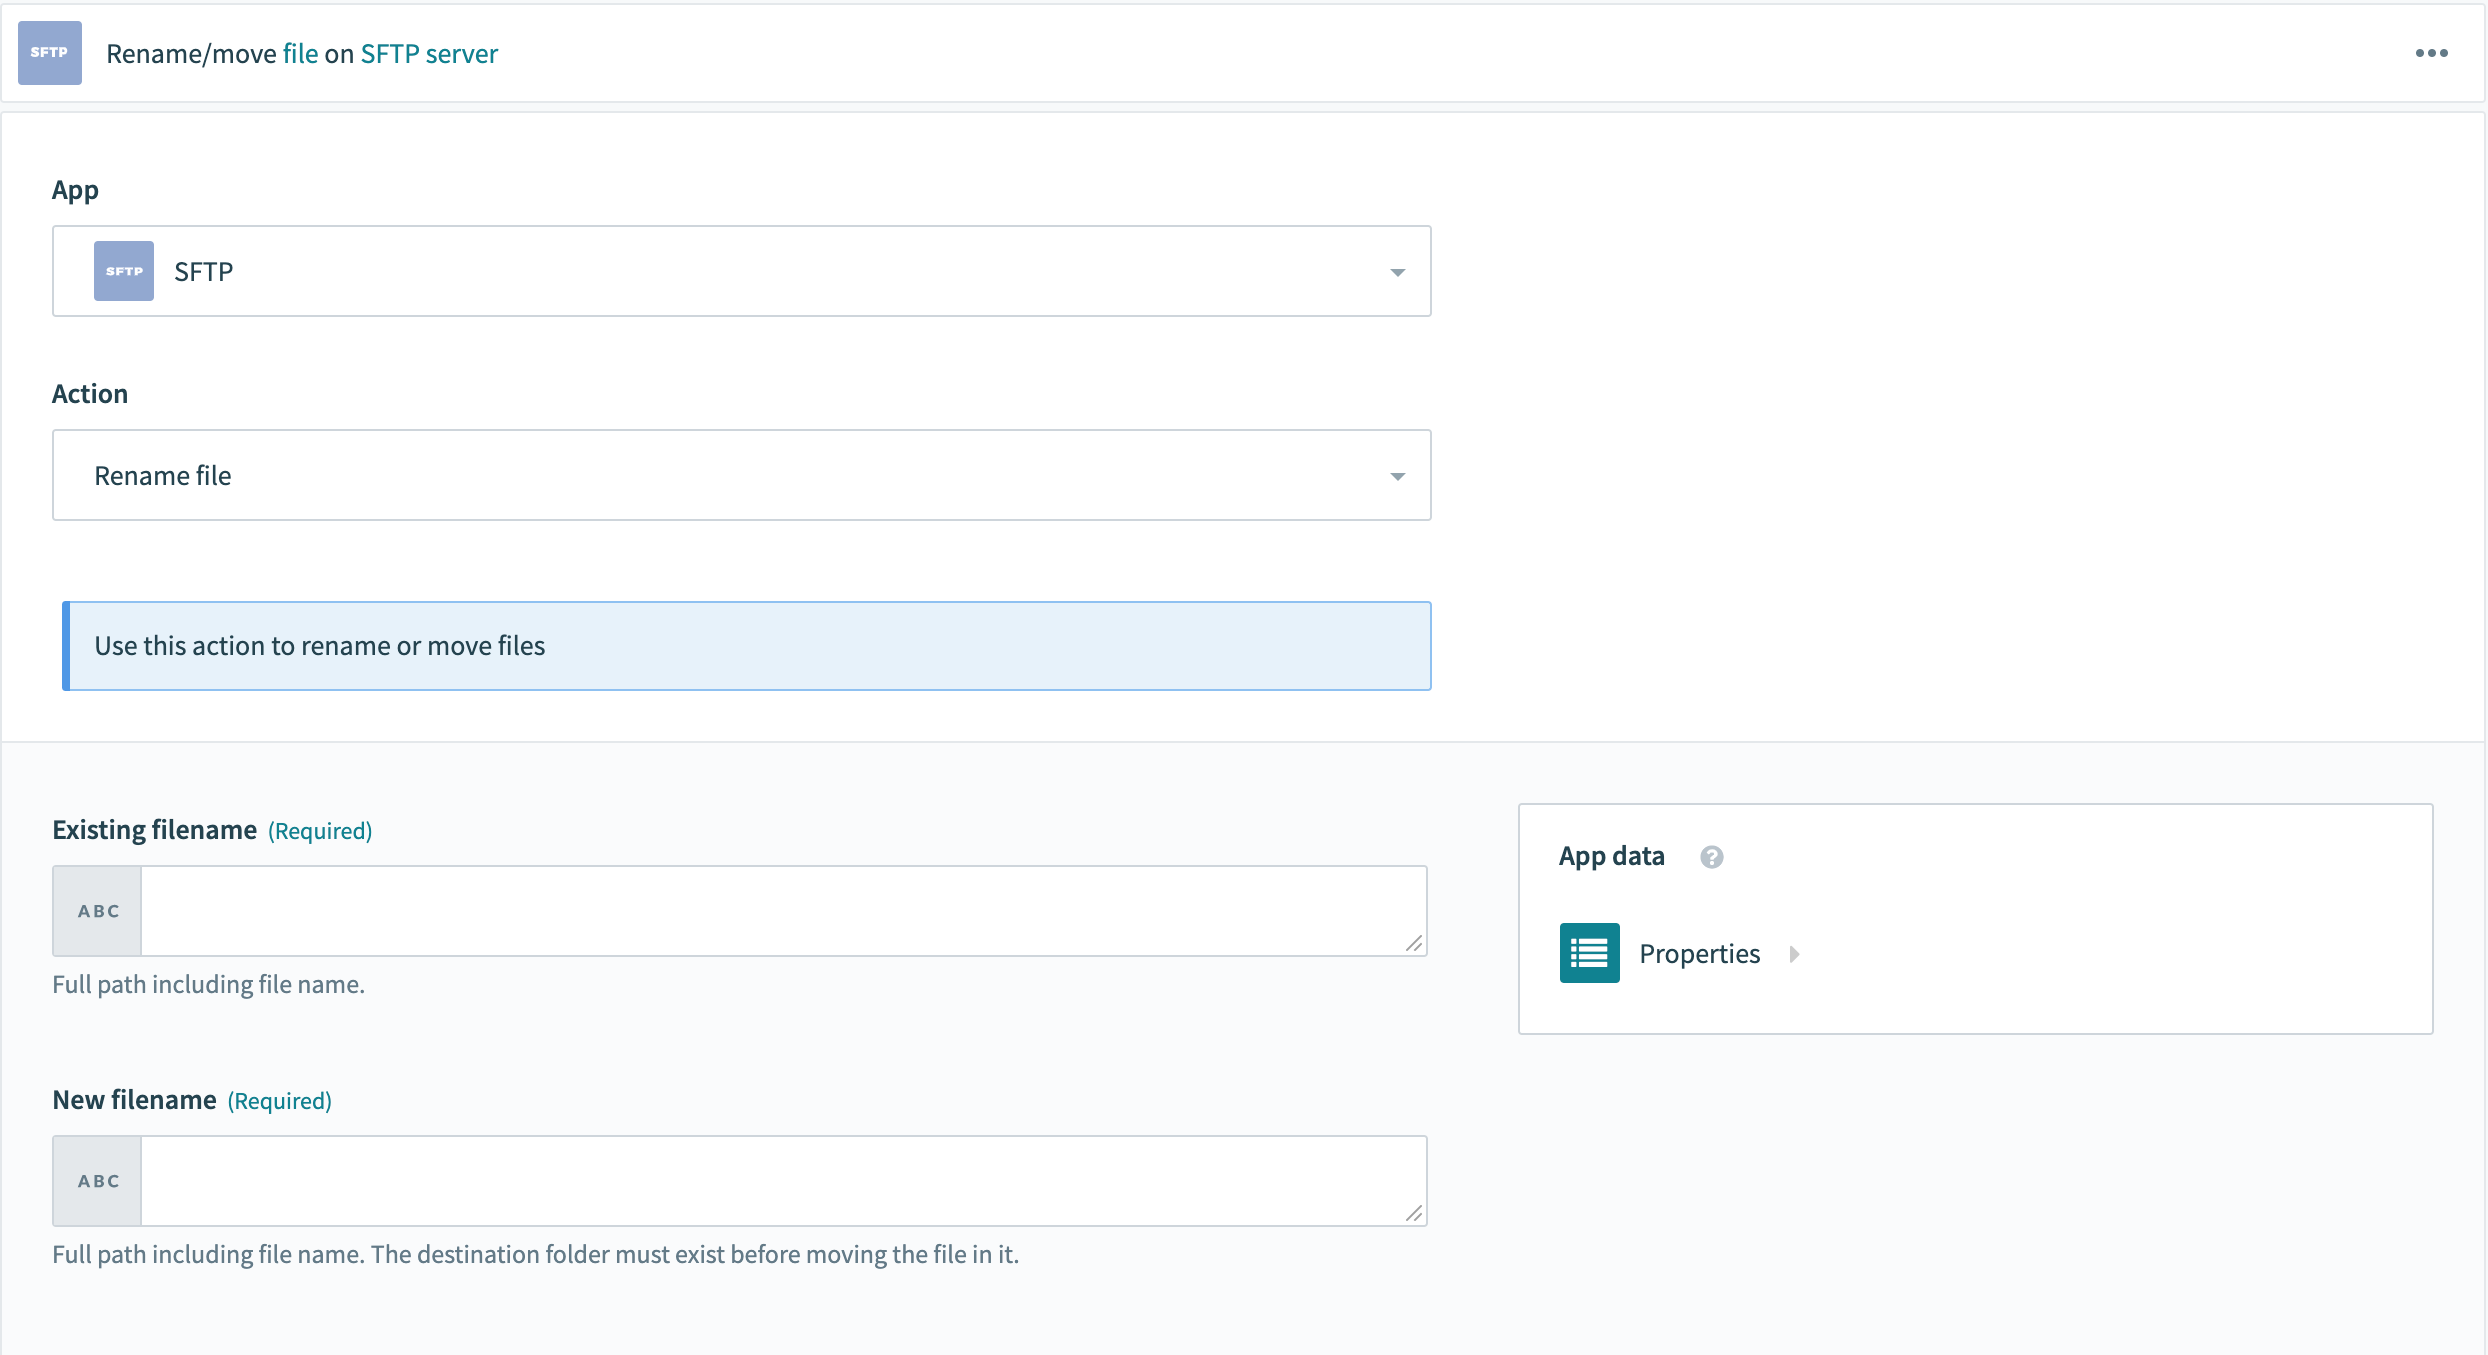 SFTP
Rename/move file on SFTP server
App
SFTP
SFTP
Action
Rename file
Use this action to rename or move files
Existing filename (Required)
ABC
Full path including file name.
App data ?
Properties
New filename (Required)
ABC
Full path including file name. The destination folder must exist before moving the file in it.